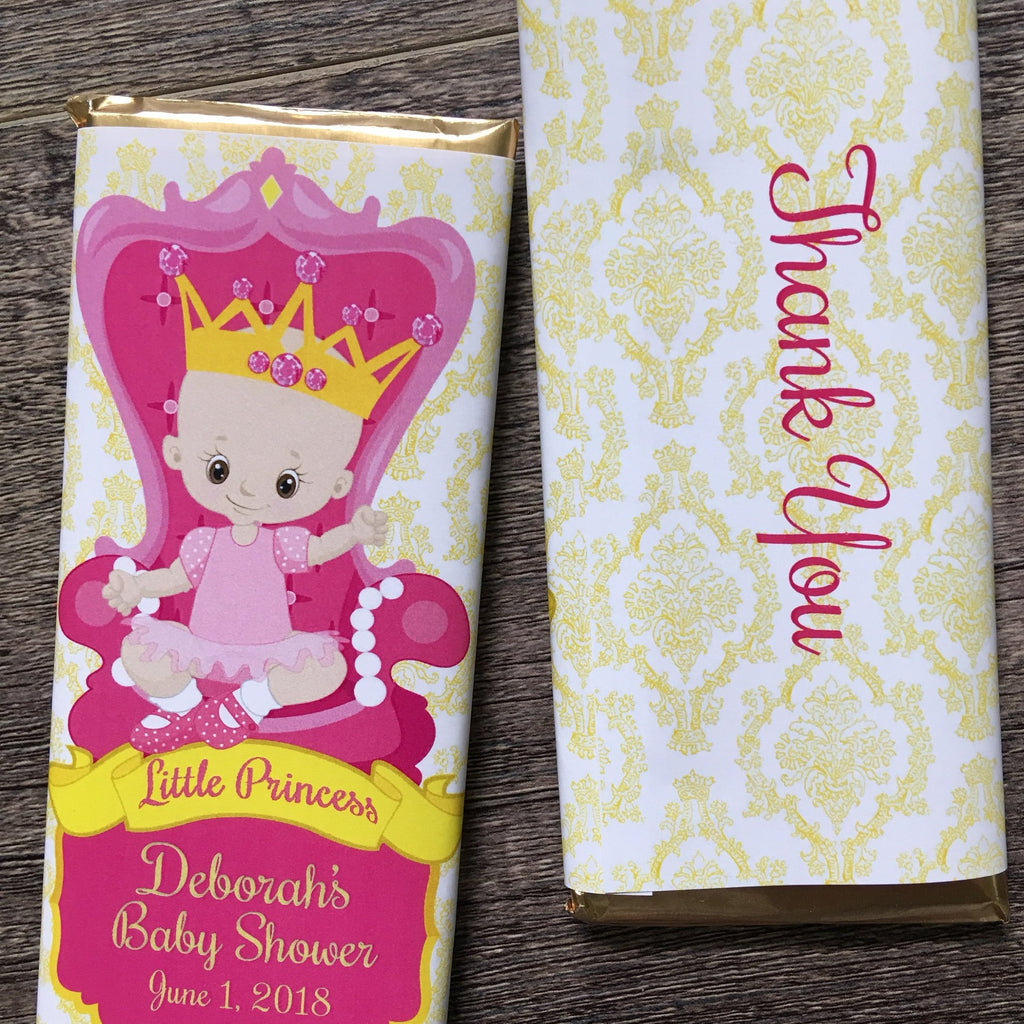 Little Princess
Deborah's
Baby Shower
June 1, 2018
Thank You